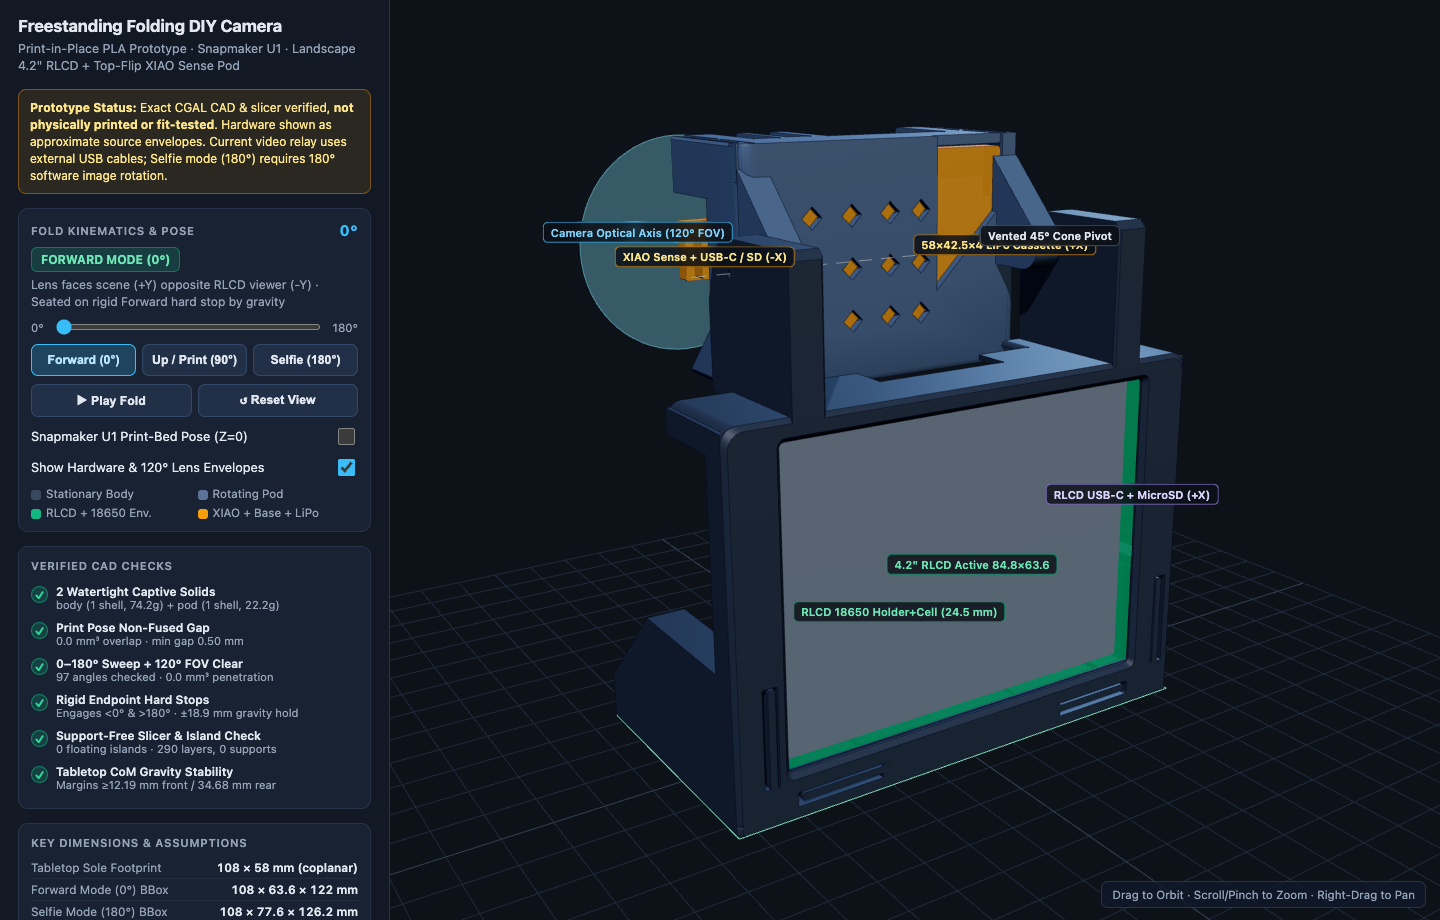 Freestanding Folding DIY Camera
Print-in-Place PLA Prototype · Snapmaker U1 · Landscape
4.2" RLCD + Top-Flip XIAO Sense Pod
Prototype Status: Exact CGAL CAD & slicer verified, not
physically printed or fit-tested. Hardware shown as
approximate source envelopes. Current video relay uses
external USB cables; Selfie mode (180°) requires 180°
software image rotation.
FOLD KINEMATICS & POSE
0°
FORWARD MODE (0°)
Lens faces scene (+Y) opposite RLCD viewer (-Y) ·
Seated on rigid Forward hard stop by gravity
0°
180°
Forward (0°)
Up / Print (90°)
Selfie (180°)
▶ Play Fold
↺ Reset View
Snapmaker U1 Print-Bed Pose (Z=0)
Show Hardware & 120° Lens Envelopes
Stationary Body
Rotating Pod
RLCD + 18650 Env.
XIAO + Base + LiPo
VERIFIED CAD CHECKS
2 Watertight Captive Solids
body (1 shell, 74.2g) + pod (1 shell, 22.2g)
Print Pose Non-Fused Gap
0.0 mm³ overlap · min gap 0.50 mm
0–180° Sweep + 120° FOV Clear
97 angles checked · 0.0 mm³ penetration
Rigid Endpoint Hard Stops
Engages <0° & >180° · ±18.9 mm gravity hold
Support-Free Slicer & Island Check
0 floating islands · 290 layers, 0 supports
Tabletop CoM Gravity Stability
Margins ≥12.19 mm front / 34.68 mm rear
KEY DIMENSIONS & ASSUMPTIONS
Tabletop Sole Footprint
108 × 58 mm (coplanar)
Forward Mode (0°) BBox
108 × 63.6 × 122 mm
Selfie Mode (180°) BBox
108 × 77.6 × 126.2 mm
Camera Optical Axis (120° FOV)
XIAO Sense + USB-C / SD (-X)
Vented 45° Cone Pivot
58×42.5×4 LiPo Cassette (+X)
RLCD USB-C + MicroSD (+X)
4.2" RLCD Active 84.8×63.6
RLCD 18650 Holder+Cell (24.5 mm)
Drag to Orbit · Scroll/Pinch to Zoom · Right-Drag to Pan